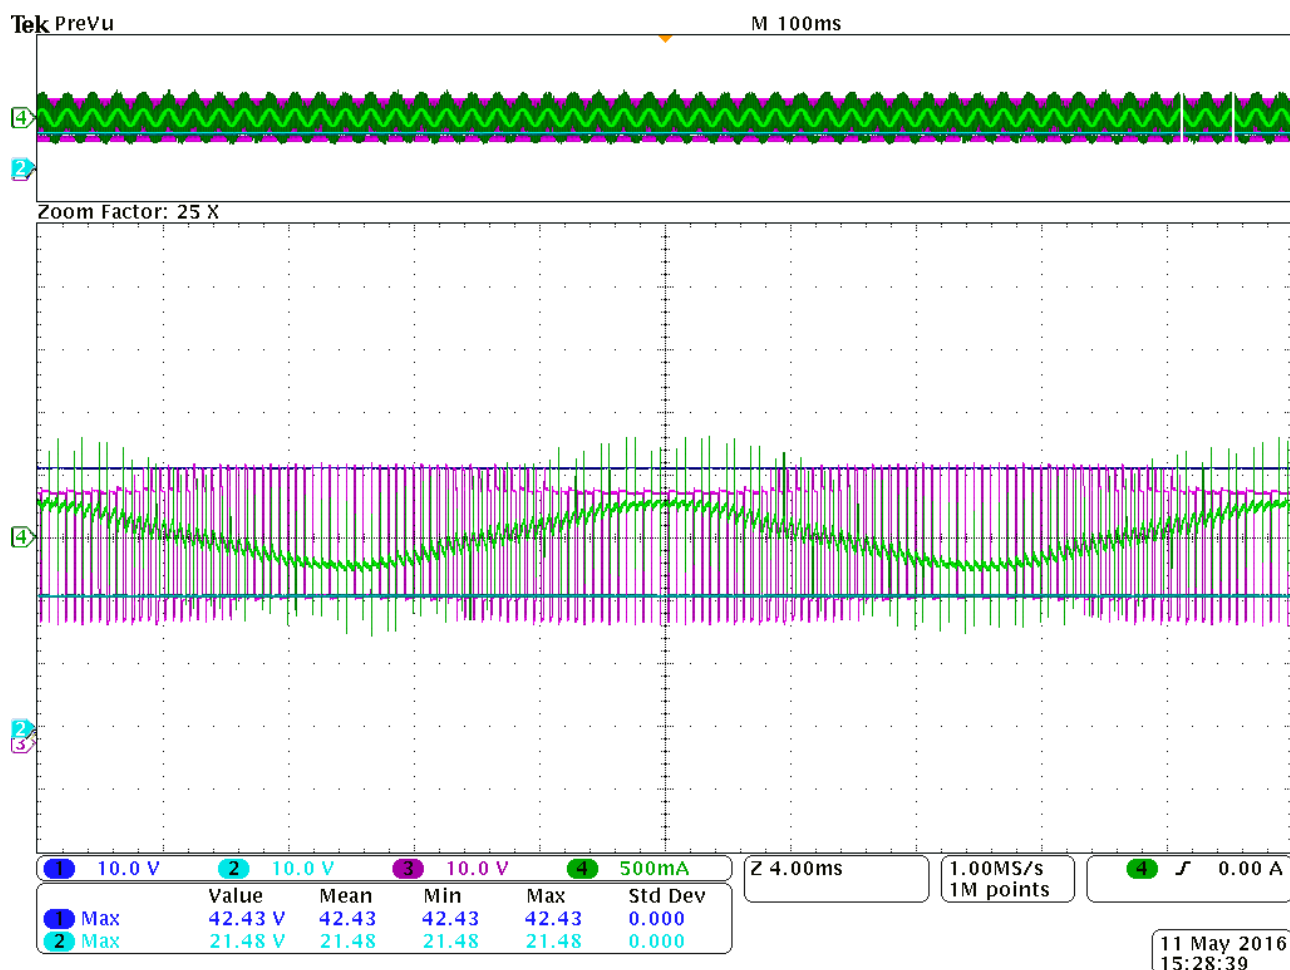 Tek PreVu M 100ms
4
2
Zoom Factor: 25 X
4
2
3
1 10.0 V 2 10.0 V 3 10.0 V 4 500mA
Z 4.00ms
1.00MS/s
1M points
4 0.00 A
Value Mean Min Max Std Dev
1 Max 42.43 V 42.43 42.43 42.43 0.000
2 Max 21.48 V 21.48 21.48 21.48 0.000
11 May 2016
15:28:39